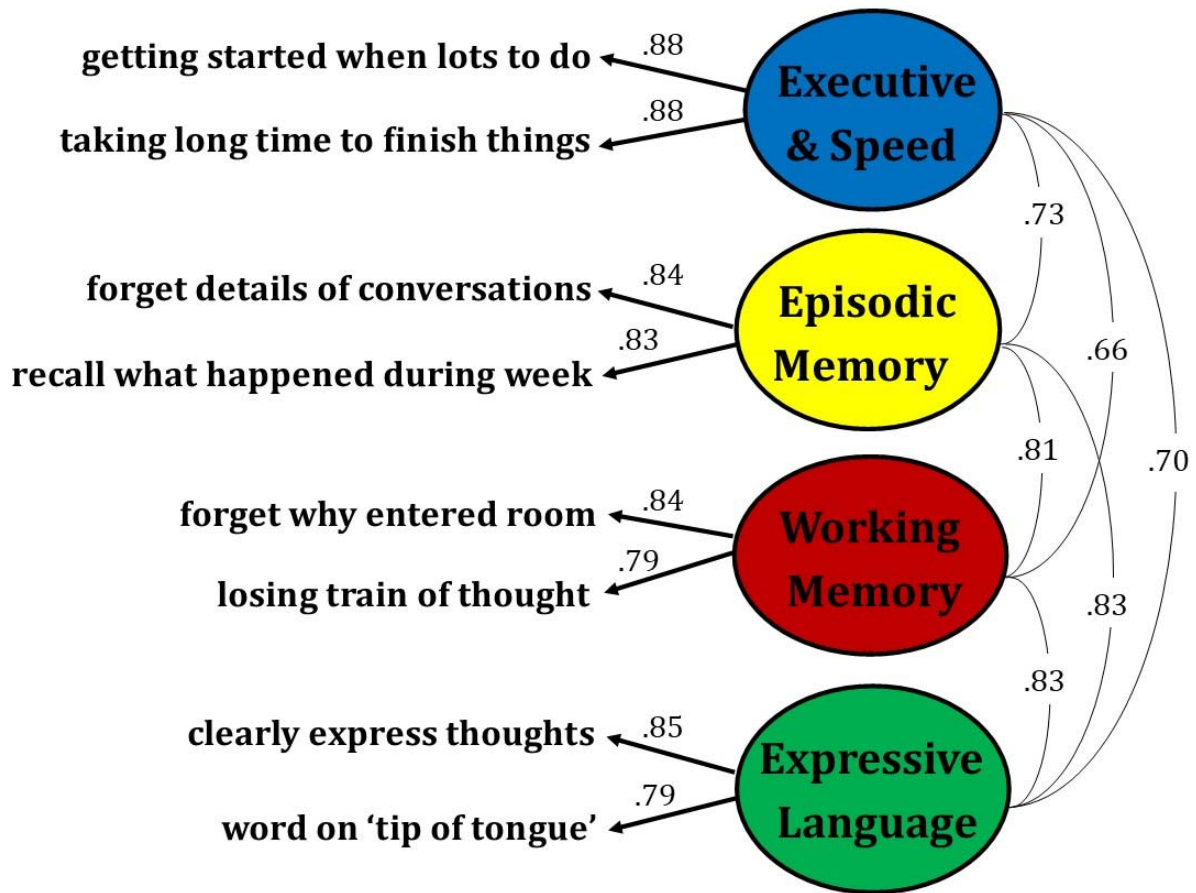 getting started when lots to do
.88
Executive
& Speed
taking long time to finish things
.88
.73
forget details of conversations
.84
Episodic
Memory
recall what happened during week
.83
.66
.81
.70
forget why entered room
.84
Working
Memory
losing train of thought
.79
.83
.83
clearly express thoughts
.85
Expressive
Language
word on ‘tip of tongue’
.79